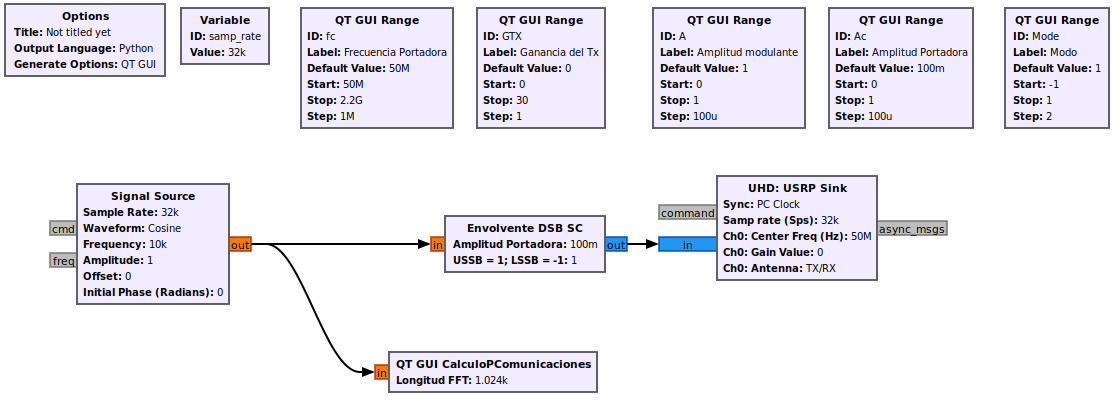 Options
Title: Not titled yet
Output Language: Python
Generate Options: QT GUI
Variable
ID: samp_rate
Value: 32k
QT GUI Range
ID: fc
Label: Frecuencia Portadora
Default Value: 50M
Start: 50M
Stop: 2.2G
Step: 1M
QT GUI Range
ID: GTX
Label: Ganancia del Tx
Default Value: 0
Start: 0
Stop: 30
Step: 1
QT GUI Range
ID: A
Label: Amplitud modulante
Default Value: 1
Start: 0
Stop: 1
Step: 100u
QT GUI Range
ID: Ac
Label: Amplitud Portadora
Default Value: 100m
Start: 0
Stop: 1
Step: 100u
QT GUI Range
ID: Mode
Label: Modo
Default Value: 1
Start: -1
Stop: 1
Step: 2
cmd
freq
Signal Source
Sample Rate: 32k
Waveform: Cosine
Frequency: 10k
Amplitude: 1
Offset: 0
Initial Phase (Radians): 0
out
in
Envolvente DSB SC
Amplitud Portadora: 100m
USSB = 1; LSSB = -1: 1
out
command
in
UHD: USRP Sink
Sync: PC Clock
Samp rate (Sps): 32k
Ch0: Center Freq (Hz): 50M
Ch0: Gain Value: 0
Ch0: Antenna: TX/RX
async_msgs
in
QT GUI CalculoPComunicaciones
Longitud FFT: 1.024k